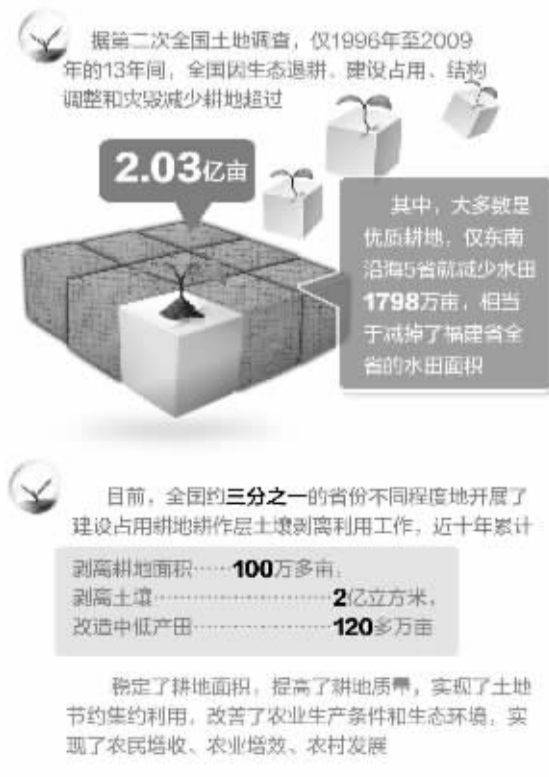 据第二次全国土地调查，仅1996年至2009
年的13年间，全国因生态退耕、建设占用、结构
调整和灾毁减少耕地超过
2.03亿亩
其中，大多数是
优质耕地，仅东南
沿海5省就减少水田
1798万亩，相当
于减掉了福建省全
省的水田面积
目前，全国约三分之一的省份不同程度地开展了
建设占用耕地耕作层土壤剥离利用工作，近十年累计
剥离耕地面积······100万多亩，
剥离土壤························2亿立方米，
改造中低产田···················120多万亩
稳定了耕地面积，提高了耕地质量，实现了土地
节约集约利用，改善了农业生产条件和生态环境，实
现了农民增收、农业增效、农村发展